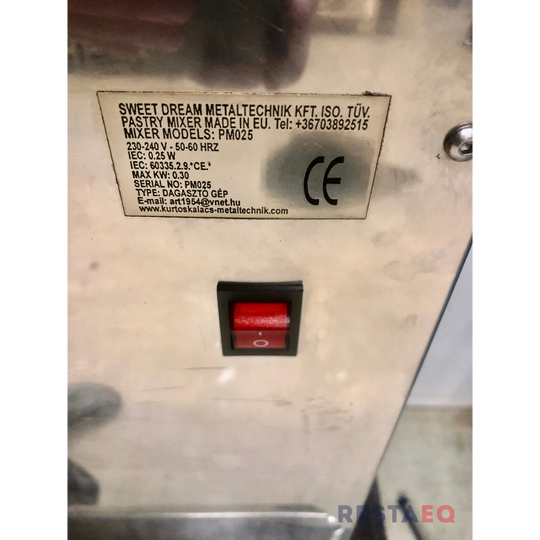 SWEET DREAM METALTECHNIK KFT. ISO. TÜV.
PASTRY MIXER MADE IN EU. Tel: +36703892515
MIXER MODELS: PM025
230-240 V - 50-60 HRZ
IEC: 0.25 W
IEC: 60335.2.9.*CE.³
MAX KW: 0,30
SERIAL NO: PM025
TYPE: DAGASZTÓ GÉP
E-mail: art1954@vnet.hu
www.kurtoskalacs-metaltechnik.com
CE
RESTAEQ